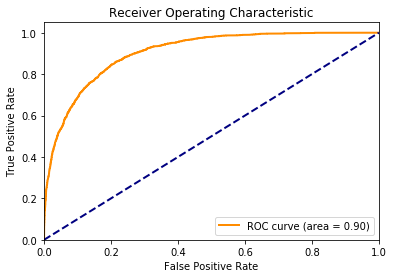 Receiver Operating Characteristic
1.0
0.8
0.6
0.4
0.2
0.0
True Positive Rate
ROC curve (area = 0.90)
0.0 0.2 0.4 0.6 0.8 1.0
False Positive Rate